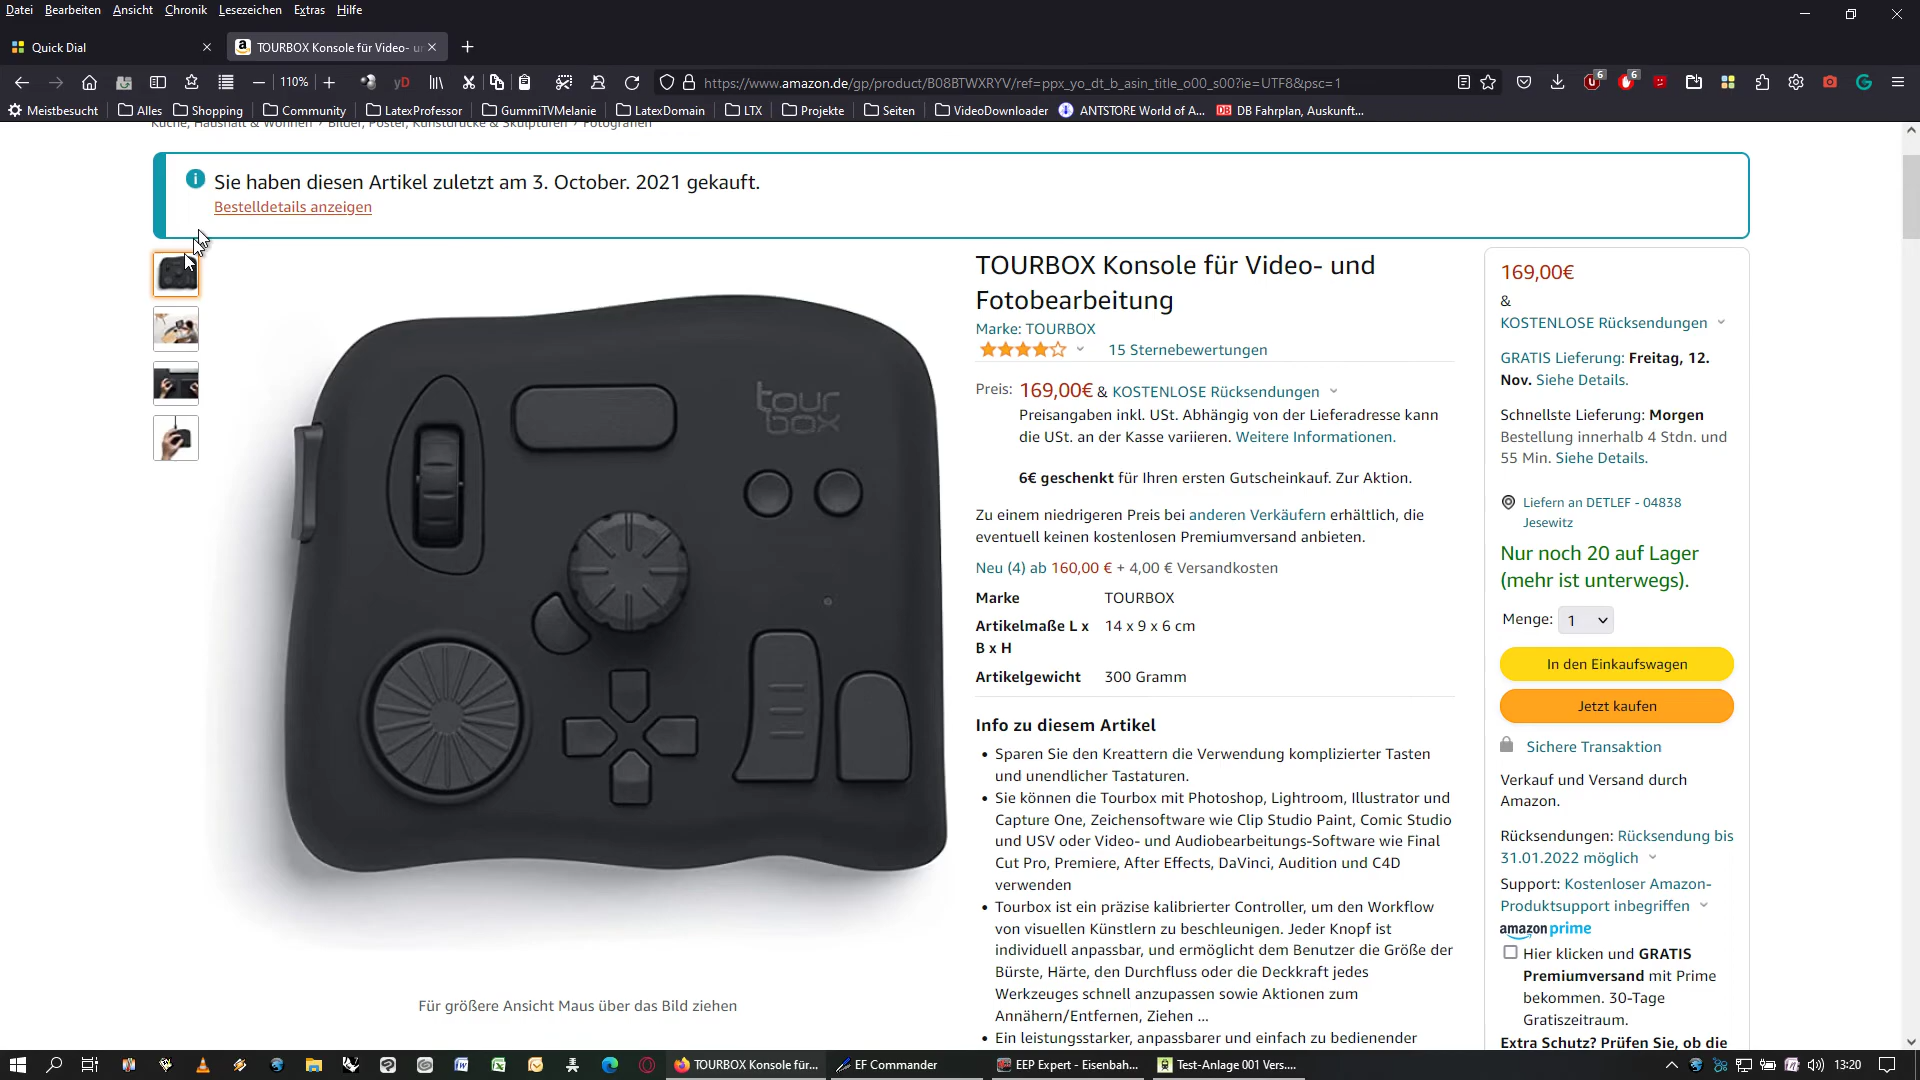 Datei Bearbeiten Ansicht Chronik Lesezeichen Extras Hilfe
Quick Dial
TOURBOX Konsole für Video- u
110%
yD
https://www.amazon.de/gp/product/B08BTWXRYV/ref=ppx_yo_dt_b_asin_title_o00_s00?ie=UTF8&psc=1
6
6
Meistbesucht Alles Shopping Community LatexProfessor GummiTVMelanie LatexDomain LTX Projekte Seiten VideoDownloader ANTSTORE World of A... DB Fahrplan, Auskunft...
Küche, Haushalt & Wohnen › Bilder, Poster, Kunstdrucke & Skulpturen › Fotografien
Sie haben diesen Artikel zuletzt am 3. October. 2021 gekauft.
Bestelldetails anzeigen
tour
box
Für größere Ansicht Maus über das Bild ziehen
TOURBOX Konsole für Video- und
Fotobearbeitung
Marke: TOURBOX
15 Sternebewertungen
Preis: 169,00€ & KOSTENLOSE Rücksendungen
Preisangaben inkl. USt. Abhängig von der Lieferadresse kann
die USt. an der Kasse variieren. Weitere Informationen.
6€ geschenkt für Ihren ersten Gutscheinkauf. Zur Aktion.
Zu einem niedrigeren Preis bei anderen Verkäufern erhältlich, die
eventuell keinen kostenlosen Premiumversand anbieten.
Neu (4) ab 160,00 € + 4,00 € Versandkosten
Marke TOURBOX
Artikelmaße L x 14 x 9 x 6 cm
B x H
Artikelgewicht 300 Gramm
Info zu diesem Artikel
• Sparen Sie den Kreattern die Verwendung komplizierter Tasten
und unendlicher Tastaturen.
• Sie können die Tourbox mit Photoshop, Lightroom, Illustrator und
Capture One, Zeichensoftware wie Clip Studio Paint, Comic Studio
und USV oder Video- und Audiobearbeitungs-Software wie Final
Cut Pro, Premiere, After Effects, DaVinci, Audition und C4D
verwenden
• Tourbox ist ein präzise kalibrierter Controller, um den Workflow
von visuellen Künstlern zu beschleunigen. Jeder Knopf ist
individuell anpassbar, und ermöglicht dem Benutzer die Größe der
Bürste, Härte, den Durchfluss oder die Deckkraft jedes
Werkzeuges schnell anzupassen sowie Aktionen zum
Annähern/Entfernen, Ziehen ...
• Ein leistungsstarker, anpassbarer und einfach zu bedienender
169,00€
&
KOSTENLOSE Rücksendungen
GRATIS Lieferung: Freitag, 12.
Nov. Siehe Details.
Schnellste Lieferung: Morgen
Bestellung innerhalb 4 Stdn. und
55 Min. Siehe Details.
Liefern an DETLEF - 04838
Jesewitz
Nur noch 20 auf Lager
(mehr ist unterwegs).
Menge: 1
In den Einkaufswagen
Jetzt kaufen
Sichere Transaktion
Verkauf und Versand durch
Amazon.
Rücksendungen: Rücksendung bis
31.01.2022 möglich
Support: Kostenloser Amazon-
Produktsupport inbegriffen
amazon prime
Hier klicken und GRATIS
Premiumversand mit Prime
bekommen. 30-Tage
Gratiszeitraum.
Extra Schutz? Prüfen Sie, ob die
TOURBOX Konsole für... EF Commander EEP Expert - Eisenbah... Test-Anlage 001 Vers.... 13:20